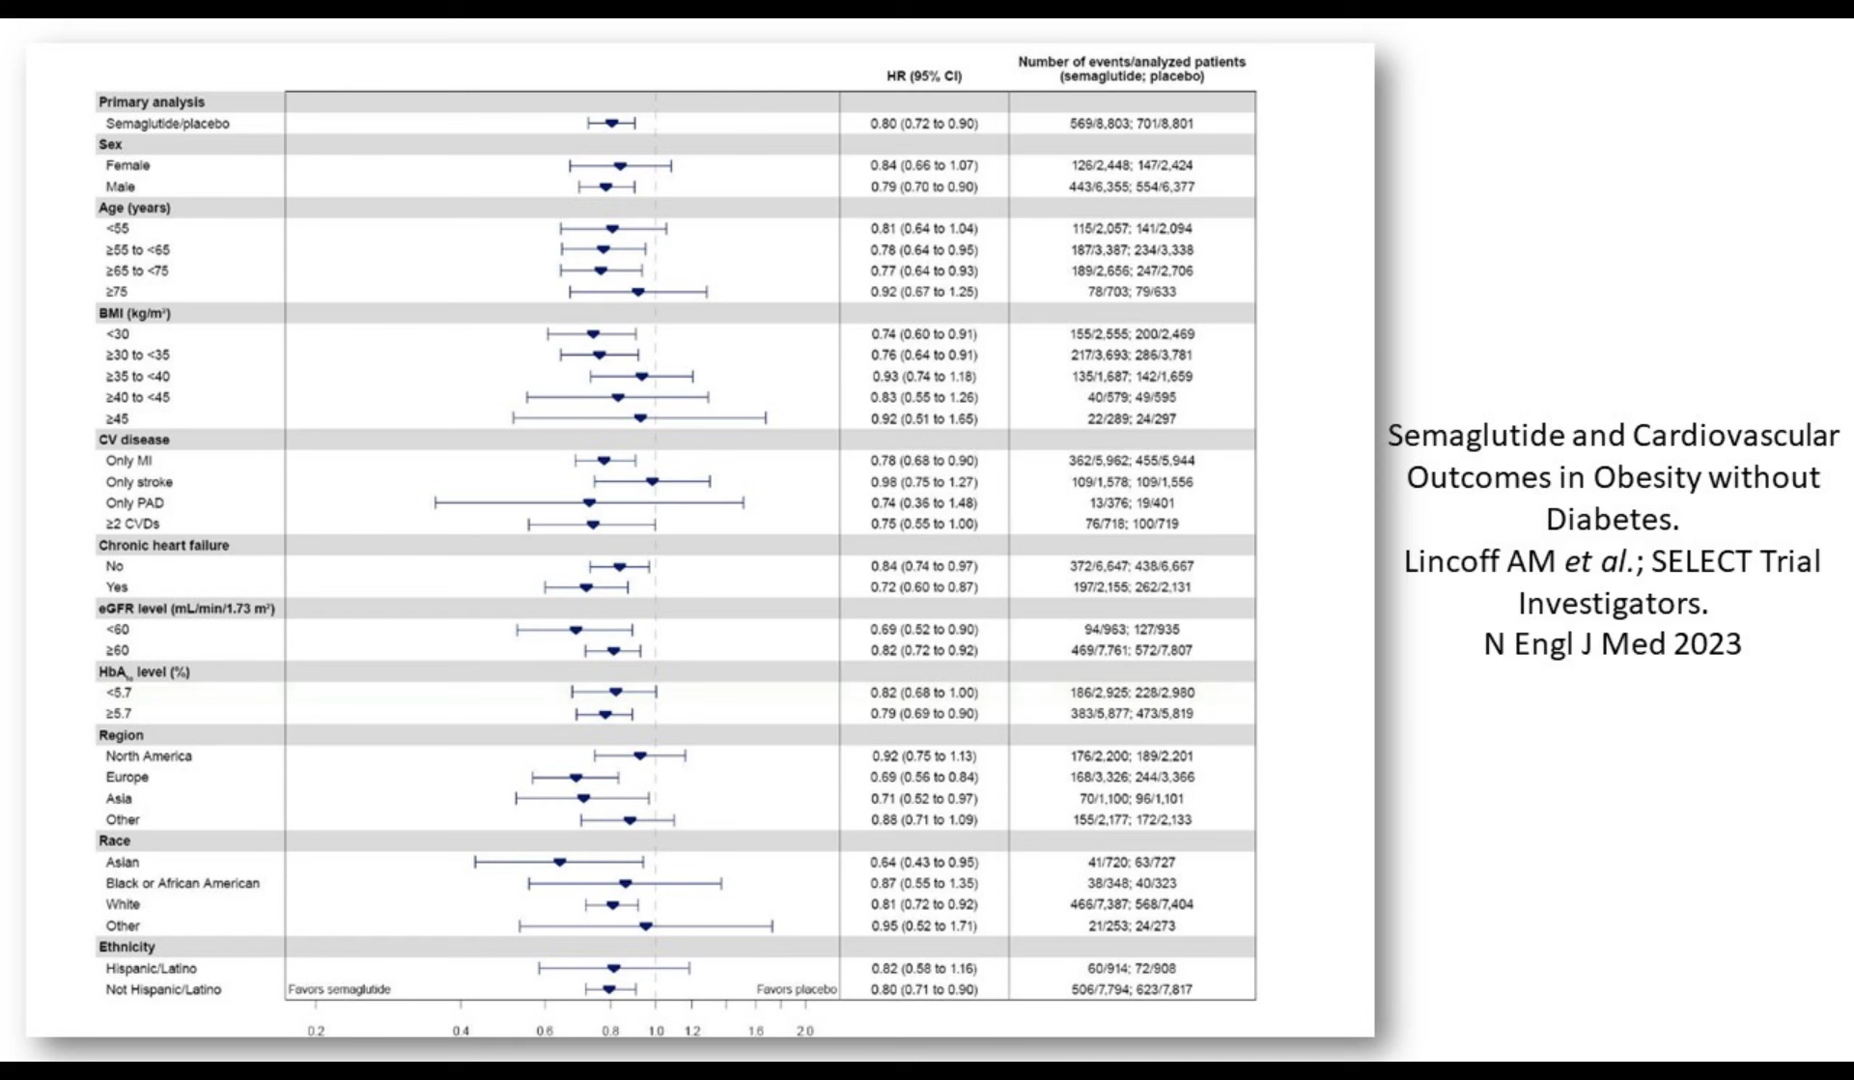 HR (95% CI)
Number of events/analyzed patients
(semaglutide; placebo)
Primary analysis
Semaglutide/placebo 0.80 (0.72 to 0.90) 569/8,803; 701/8,801
Sex
Female 0.84 (0.66 to 1.07) 126/2,448; 147/2,424
Male 0.79 (0.70 to 0.90) 443/6,355; 554/6,377
Age (years)
<55 0.81 (0.64 to 1.04) 115/2,057; 141/2,094
≥55 to <65 0.78 (0.64 to 0.95) 187/3,387; 234/3,338
≥65 to <75 0.77 (0.64 to 0.93) 189/2,656; 247/2,706
≥75 0.92 (0.67 to 1.25) 78/703; 79/633
BMI (kg/m²)
<30 0.74 (0.60 to 0.91) 155/2,555; 200/2,469
≥30 to <35 0.76 (0.64 to 0.91) 217/3,693; 286/3,781
≥35 to <40 0.93 (0.74 to 1.18) 135/1,687; 142/1,659
≥40 to <45 0.83 (0.55 to 1.26) 40/579; 49/595
≥45 0.92 (0.51 to 1.65) 22/289; 24/297
CV disease
Only MI 0.78 (0.68 to 0.90) 362/5,962; 455/5,944
Only stroke 0.98 (0.75 to 1.27) 109/1,578; 109/1,556
Only PAD 0.74 (0.36 to 1.48) 13/376; 19/401
≥2 CVDs 0.75 (0.55 to 1.00) 76/718; 100/719
Chronic heart failure
No 0.84 (0.74 to 0.97) 372/6,647; 438/6,667
Yes 0.72 (0.60 to 0.87) 197/2,155; 262/2,131
eGFR level (mL/min/1.73 m²)
<60 0.69 (0.52 to 0.90) 94/963; 127/935
≥60 0.82 (0.72 to 0.92) 469/7,761; 572/7,807
HbA1c level (%)
<5.7 0.82 (0.68 to 1.00) 186/2,925; 228/2,980
≥5.7 0.79 (0.69 to 0.90) 383/5,877; 473/5,819
Region
North America 0.92 (0.75 to 1.13) 176/2,200; 189/2,201
Europe 0.69 (0.56 to 0.84) 168/3,326; 244/3,366
Asia 0.71 (0.52 to 0.97) 70/1,100; 96/1,101
Other 0.88 (0.71 to 1.09) 155/2,177; 172/2,133
Race
Asian 0.64 (0.43 to 0.95) 41/720; 63/727
Black or African American 0.87 (0.55 to 1.35) 38/348; 40/323
White 0.81 (0.72 to 0.92) 466/7,387; 568/7,404
Other 0.95 (0.52 to 1.71) 21/253; 24/273
Ethnicity
Hispanic/Latino 0.82 (0.58 to 1.16) 60/914; 72/908
Not Hispanic/Latino Favors semaglutide Favors placebo 0.80 (0.71 to 0.90) 506/7,794; 623/7,817
0.2 0.4 0.6 0.8 1.0 1.2 1.6 2.0
Semaglutide and Cardiovascular
Outcomes in Obesity without
Diabetes.
Lincoff AM et al.; SELECT Trial
Investigators.
N Engl J Med 2023